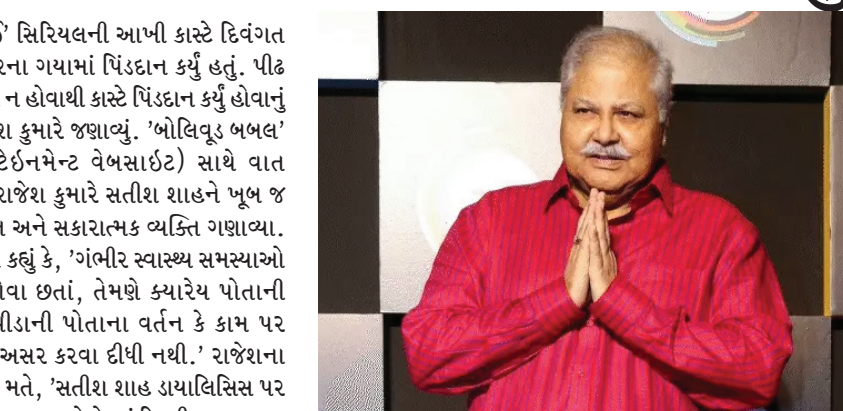 સિરિયલની આખી કાસ્ટે દિવંગત
ગયામાં પિંડદાન કર્યું હતું. પીઢ
ન હોવાથી કાસ્ટે પિંડદાન કર્યું હોવાનું
કુમારે જણાવ્યું. 'બોલિવૂડ બબલ'
વેબસાઇટ) સાથે વાત
રાજેશ કુમારે સતીશ શાહને ખૂબ જ
અને સકારાત્મક વ્યક્તિ ગણાવ્યા.
કહ્યું કે, 'ગંભીર સ્વાસ્થ્ય સમસ્યાઓ
છતાં, તેમણે ક્યારેય પોતાની
પીડાની પોતાના વર્તન કે કામ પર
અસર કરવા દીધી નથી.' રાજેશના
મતે, 'સતીશ શાહ ડાયાલિસિસ પર